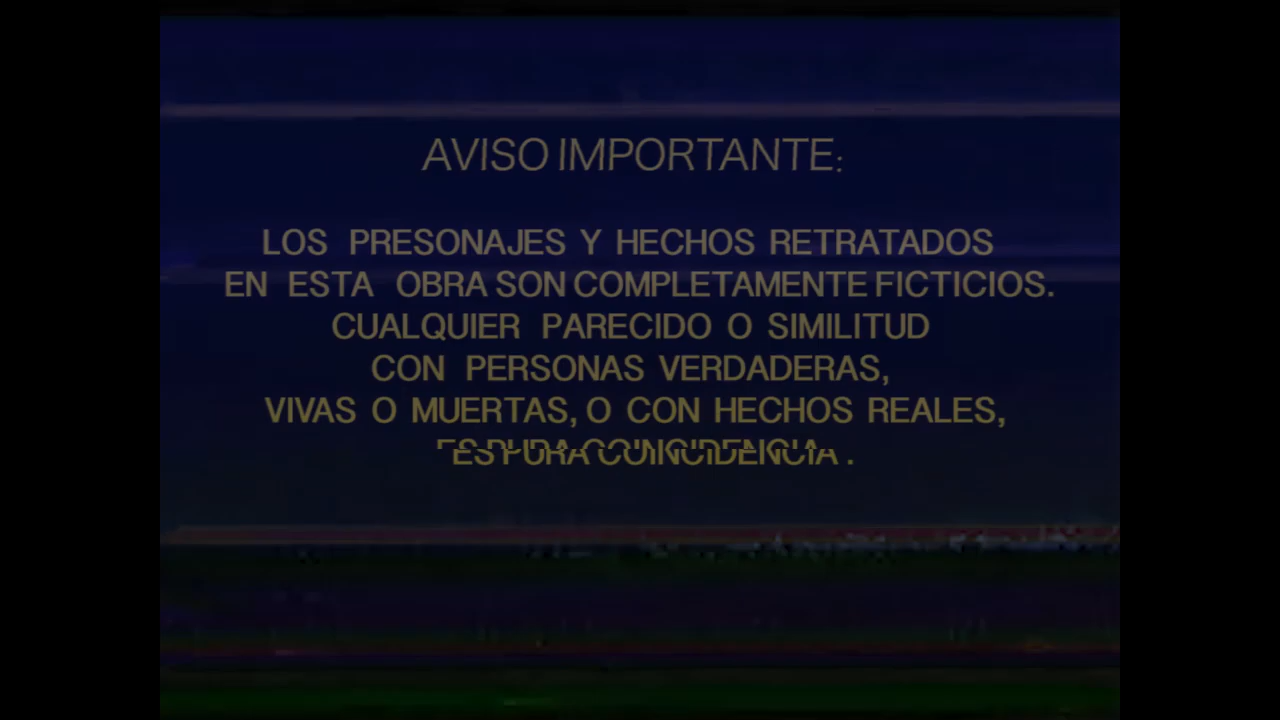 AVISO IMPORTANTE:
LOS PRESONAJES Y HECHOS RETRATADOS
EN ESTA OBRA SON COMPLETAMENTE FICTICIOS.
CUALQUIER PARECIDO O SIMILITUD
CON PERSONAS VERDADERAS,
VIVAS O MUERTAS, O CON HECHOS REALES,
ES PURA COINCIDENCIA.